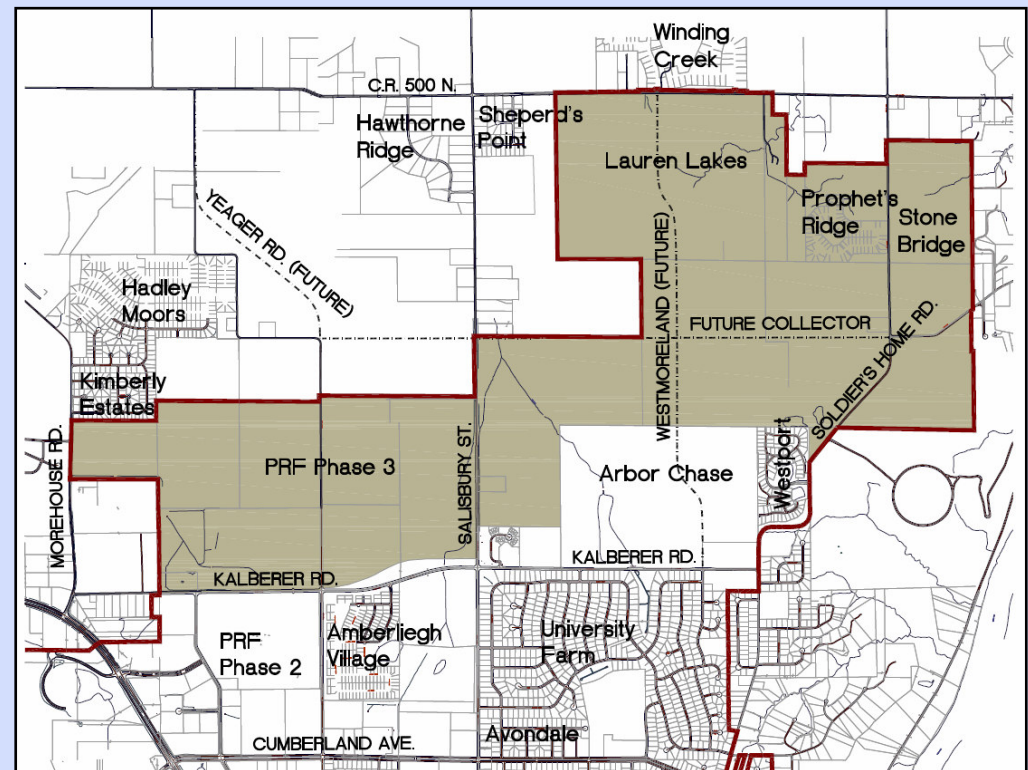 Winding
Creek
C.R. 500 N.
Hawthorne
Ridge
Sheperd's
Point
Lauren Lakes
Prophet's
Ridge
Stone
Bridge
YEAGER RD. (FUTURE)
WESTMORELAND (FUTURE)
Hadley
Moors
FUTURE COLLECTOR
SOLDIER'S HOME RD.
Kimberly
Estates
MOREHOUSE RD.
PRF Phase 3
SALISBURY ST.
Arbor Chase
Westport
KALBERER RD.
KALBERER RD.
PRF
Phase 2
Amberliegh
Village
University
Farm
Avondale
CUMBERLAND AVE.